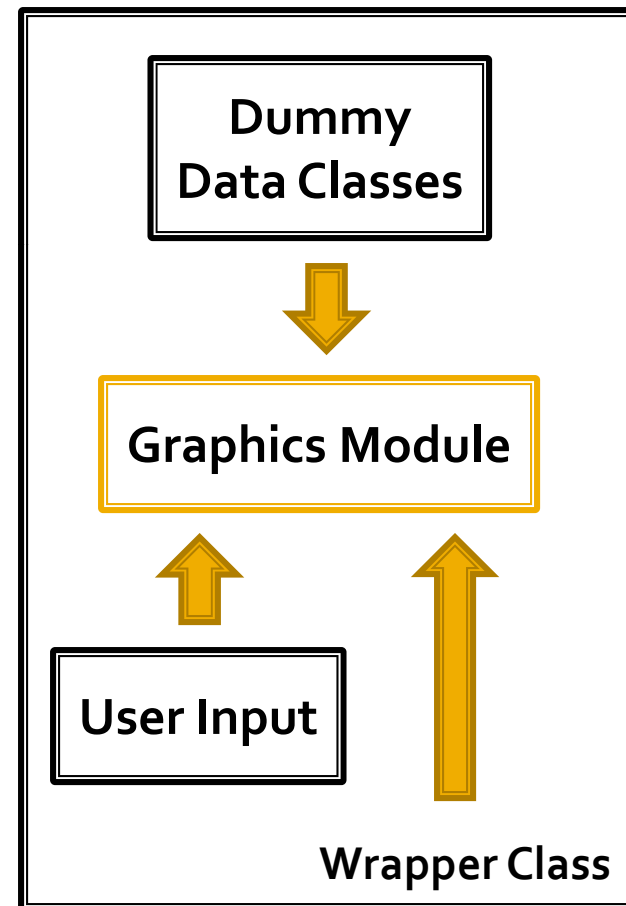 Dummy
Data Classes
Graphics Module
User Input
Wrapper Class